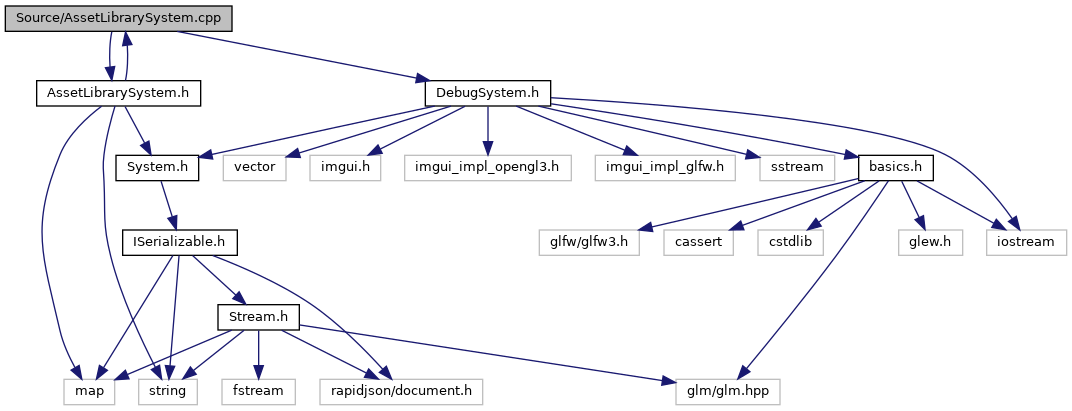 Source/AssetLibrarySystem.cpp
AssetLibrarySystem.h
DebugSystem.h
System.h
vector
imgui.h
imgui_impl_opengl3.h
imgui_impl_glfw.h
sstream
basics.h
ISerializable.h
glfw/glfw3.h
cassert
cstdlib
glew.h
iostream
Stream.h
map
string
fstream
rapidjson/document.h
glm/glm.hpp